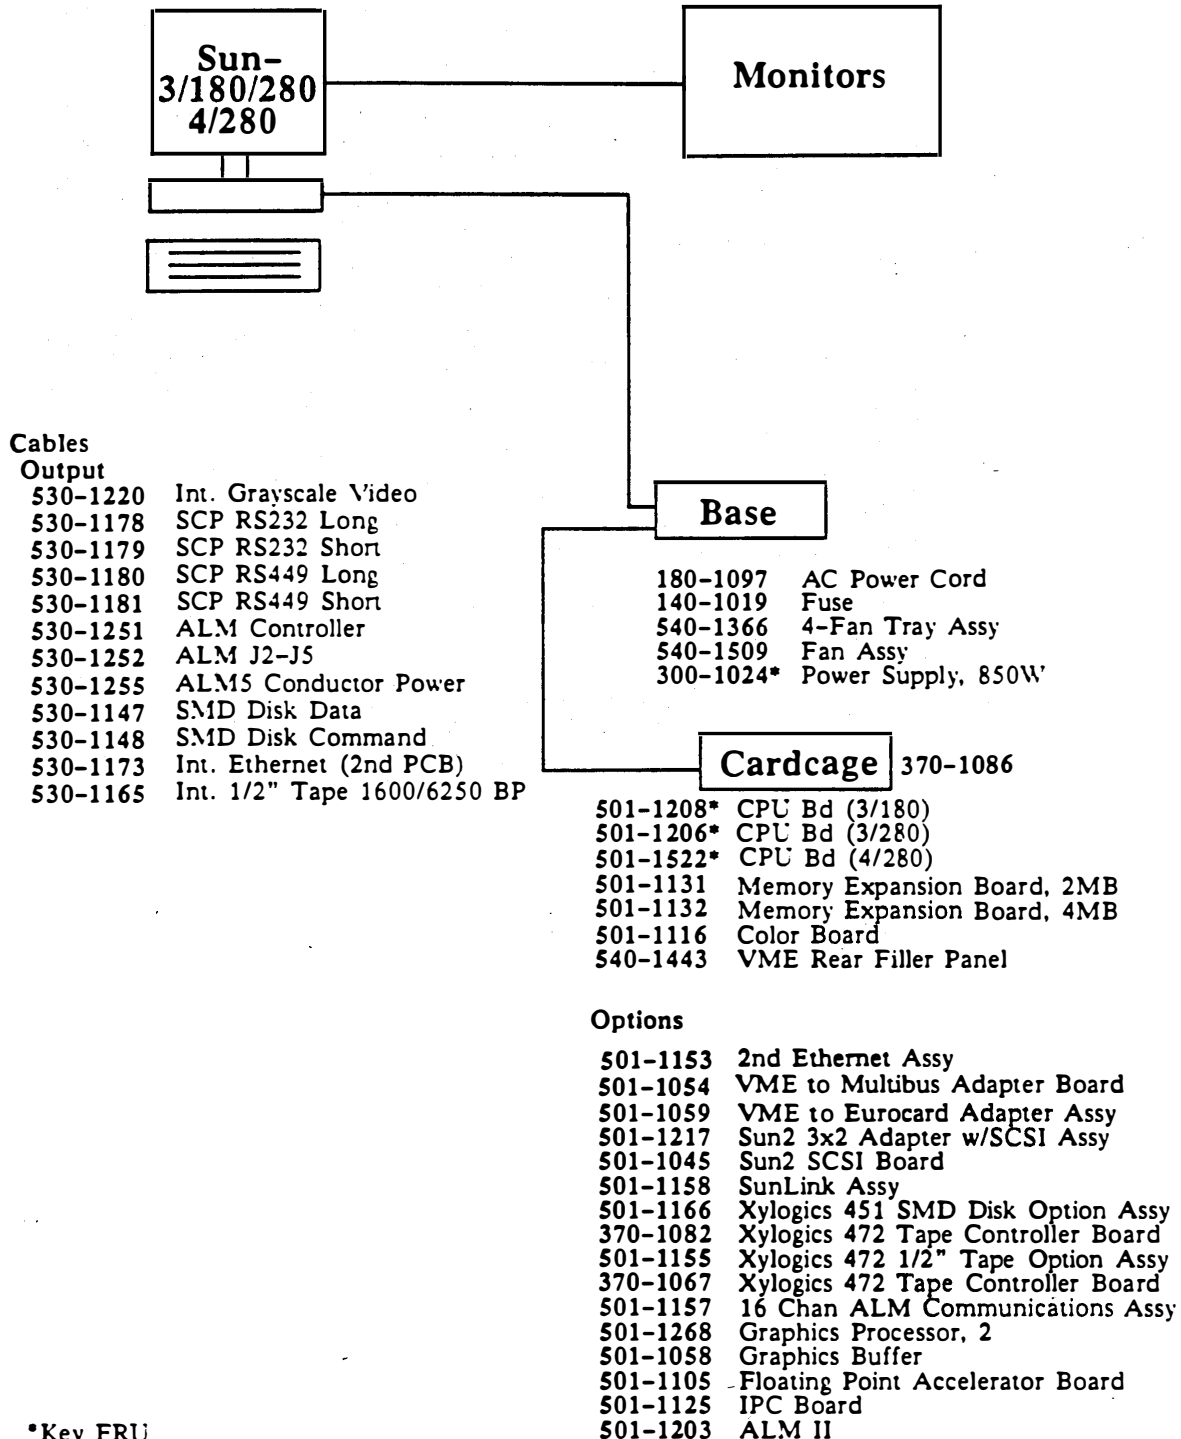 Sun-
3/180/280
4/280
Monitors
Cables
Output
530-1220 Int. Grayscale Video
530-1178 SCP RS232 Long
530-1179 SCP RS232 Short
530-1180 SCP RS449 Long
530-1181 SCP RS449 Short
530-1251 ALM Controller
530-1252 ALM J2-J5
530-1255 ALM5 Conductor Power
530-1147 SMD Disk Data
530-1148 SMD Disk Command
530-1173 Int. Ethernet (2nd PCB)
530-1165 Int. 1/2" Tape 1600/6250 BP
Base
180-1097 AC Power Cord
140-1019 Fuse
540-1366 4-Fan Tray Assy
540-1509 Fan Assy
300-1024* Power Supply, 850W
Cardcage 370-1086
501-1208* CPU Bd (3/180)
501-1206* CPU Bd (3/280)
501-1522* CPU Bd (4/280)
501-1131 Memory Expansion Board, 2MB
501-1132 Memory Expansion Board, 4MB
501-1116 Color Board
540-1443 VME Rear Filler Panel
Options
501-1153 2nd Ethernet Assy
501-1054 VME to Multibus Adapter Board
501-1059 VME to Eurocard Adapter Assy
501-1217 Sun2 3x2 Adapter w/SCSI Assy
501-1045 Sun2 SCSI Board
501-1158 SunLink Assy
501-1166 Xylogics 451 SMD Disk Option Assy
370-1082 Xylogics 472 Tape Controller Board
501-1155 Xylogics 472 1/2" Tape Option Assy
370-1067 Xylogics 472 Tape Controller Board
501-1157 16 Chan ALM Communications Assy
501-1268 Graphics Processor, 2
501-1058 Graphics Buffer
501-1105 Floating Point Accelerator Board
501-1125 IPC Board
501-1203 ALM II
*Key FRU